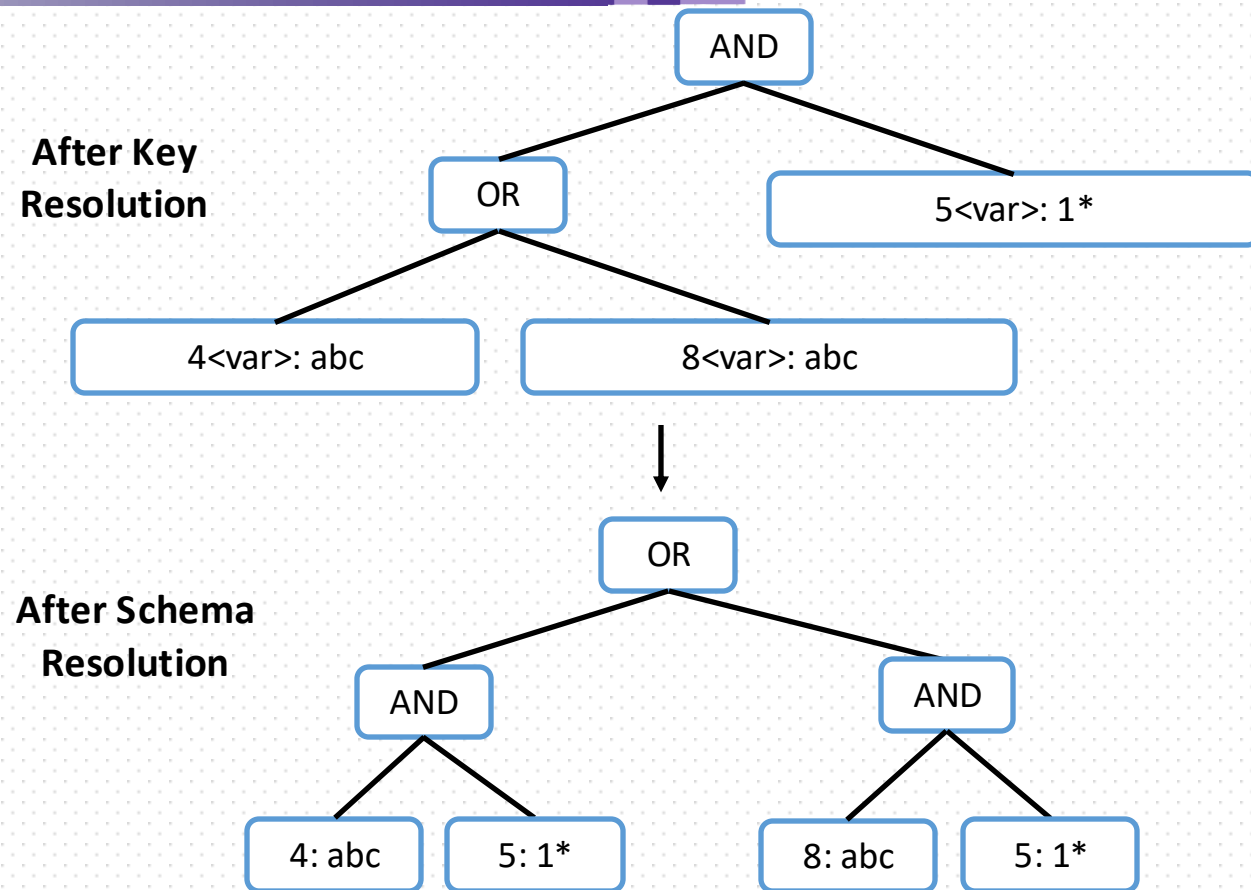 AND
After Key
Resolution
OR
5<var>: 1*
4<var>: abc
8<var>: abc
OR
After Schema
Resolution
AND
AND
4: abc
5: 1*
8: abc
5: 1*